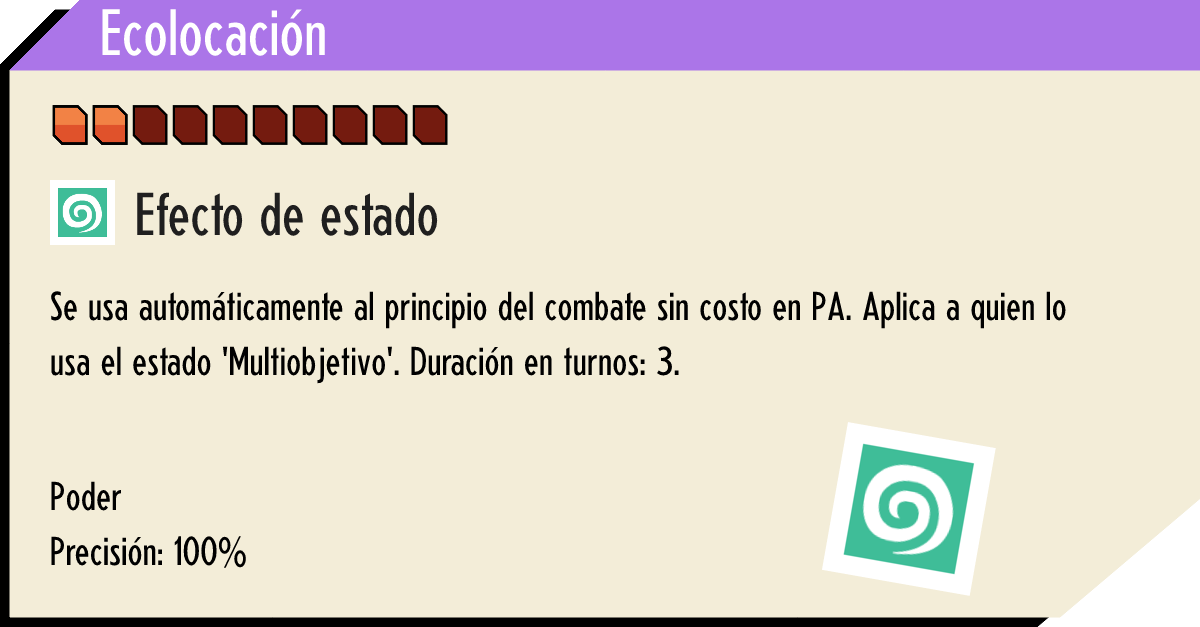 Ecolocación
Efecto de estado
Se usa automáticamente al principio del combate sin costo en PA. Aplica a quien lo
usa el estado 'Multiobjetivo'. Duración en turnos: 3.
Poder
Precisión: 100%